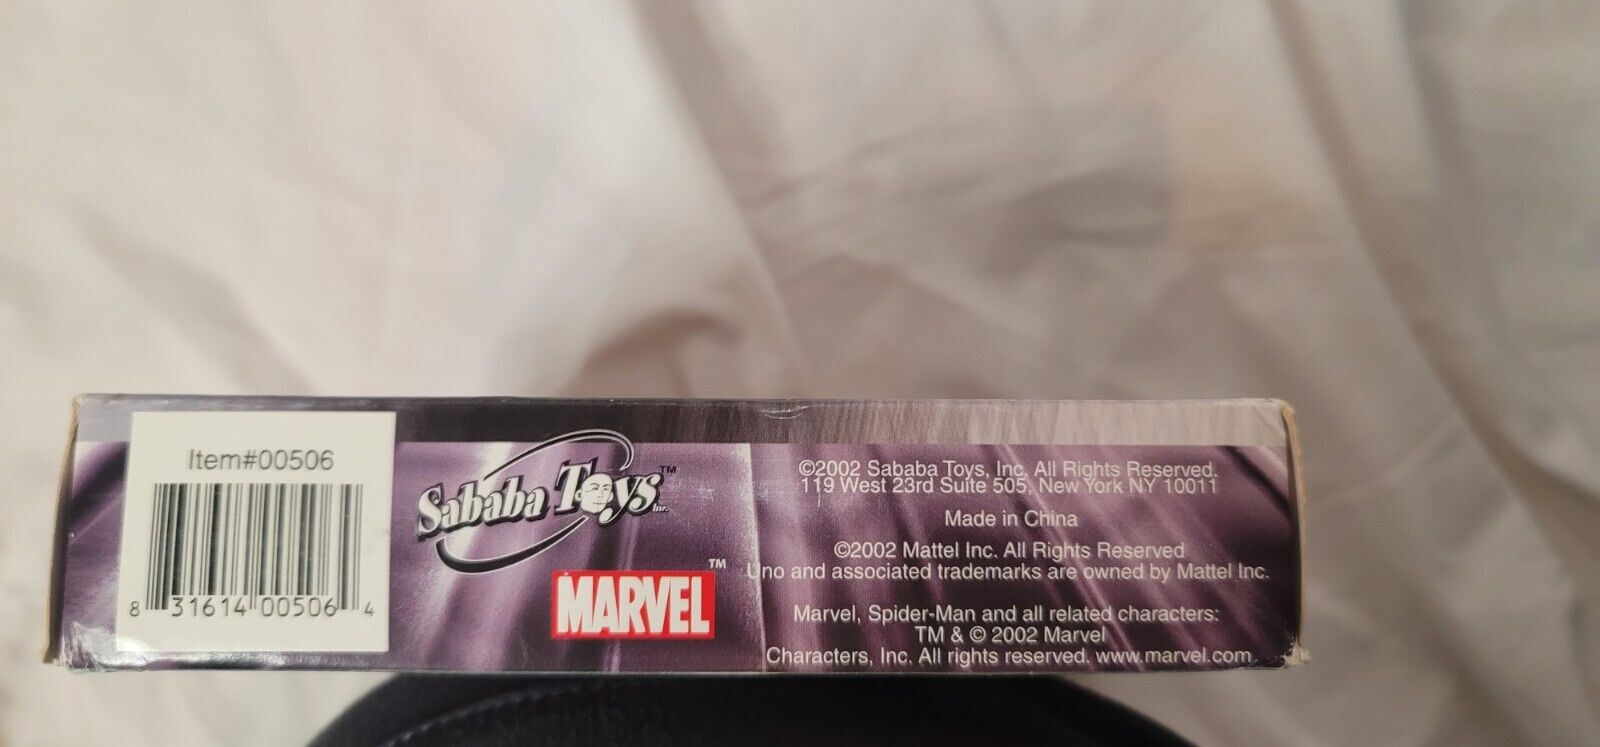 Item#00506
8 31614 00506 4
Sababa Toys™
Inc.
MARVEL™
©2002 Sababa Toys, Inc. All Rights Reserved.
119 West 23rd Suite 505, New York NY 10011
Made in China
©2002 Mattel Inc. All Rights Reserved
Uno and associated trademarks are owned by Mattel Inc.
Marvel, Spider-Man and all related characters:
TM & © 2002 Marvel
Characters, Inc. All rights reserved. www.marvel.com